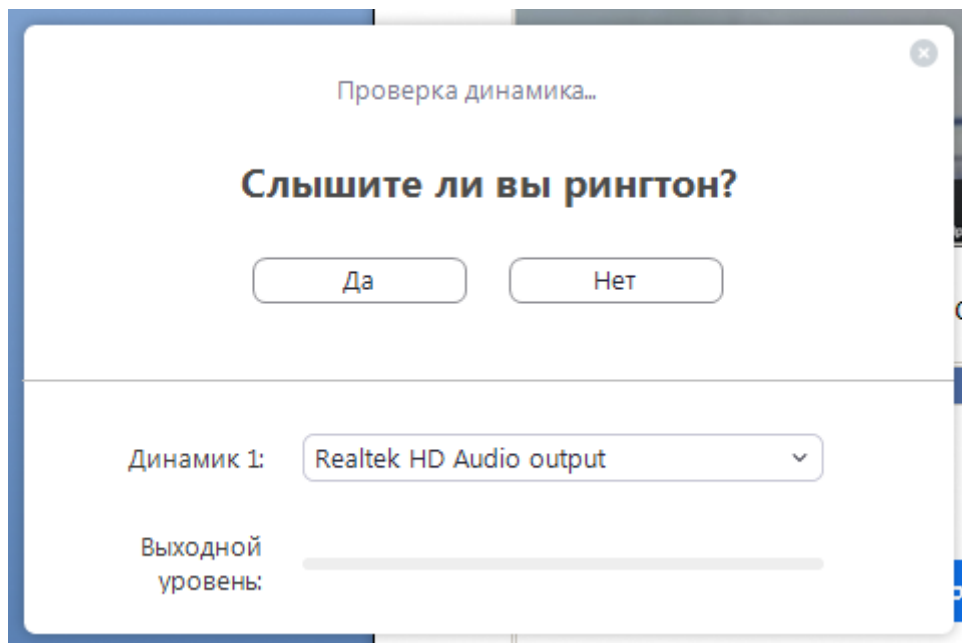 Проверка динамика...
Слышите ли вы рингтон?
Да
Нет
Динамик 1:
Realtek HD Audio output
Выходной
уровень: